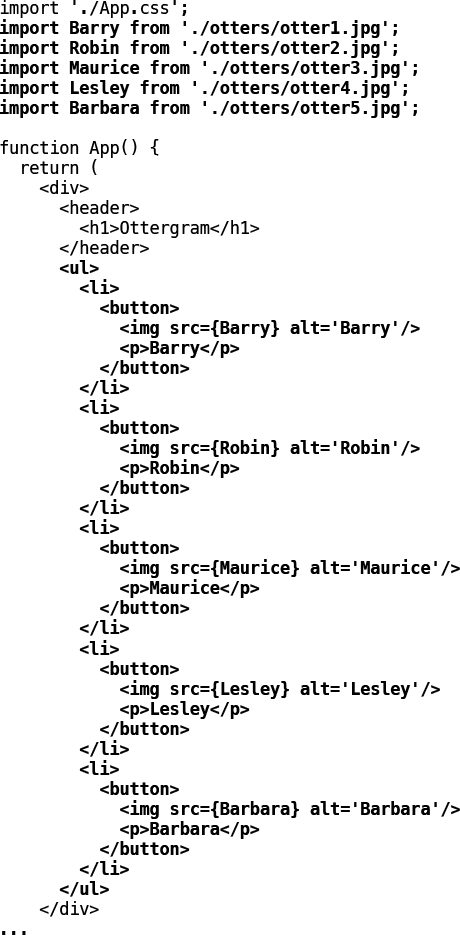 import './App.css';
import Barry from './otters/otter1.jpg';
import Robin from './otters/otter2.jpg';
import Maurice from './otters/otter3.jpg';
import Lesley from './otters/otter4.jpg';
import Barbara from './otters/otter5.jpg';

function App() {
  return (
    <div>
      <header>
        <h1>Ottergram</h1>
      </header>
      <ul>
        <li>
          <button>
            <img src={Barry} alt='Barry'/>
            <p>Barry</p>
          </button>
        </li>
        <li>
          <button>
            <img src={Robin} alt='Robin'/>
            <p>Robin</p>
          </button>
        </li>
        <li>
          <button>
            <img src={Maurice} alt='Maurice'/>
            <p>Maurice</p>
          </button>
        </li>
        <li>
          <button>
            <img src={Lesley} alt='Lesley'/>
            <p>Lesley</p>
          </button>
        </li>
        <li>
          <button>
            <img src={Barbara} alt='Barbara'/>
            <p>Barbara</p>
          </button>
        </li>
      </ul>
    </div>
...